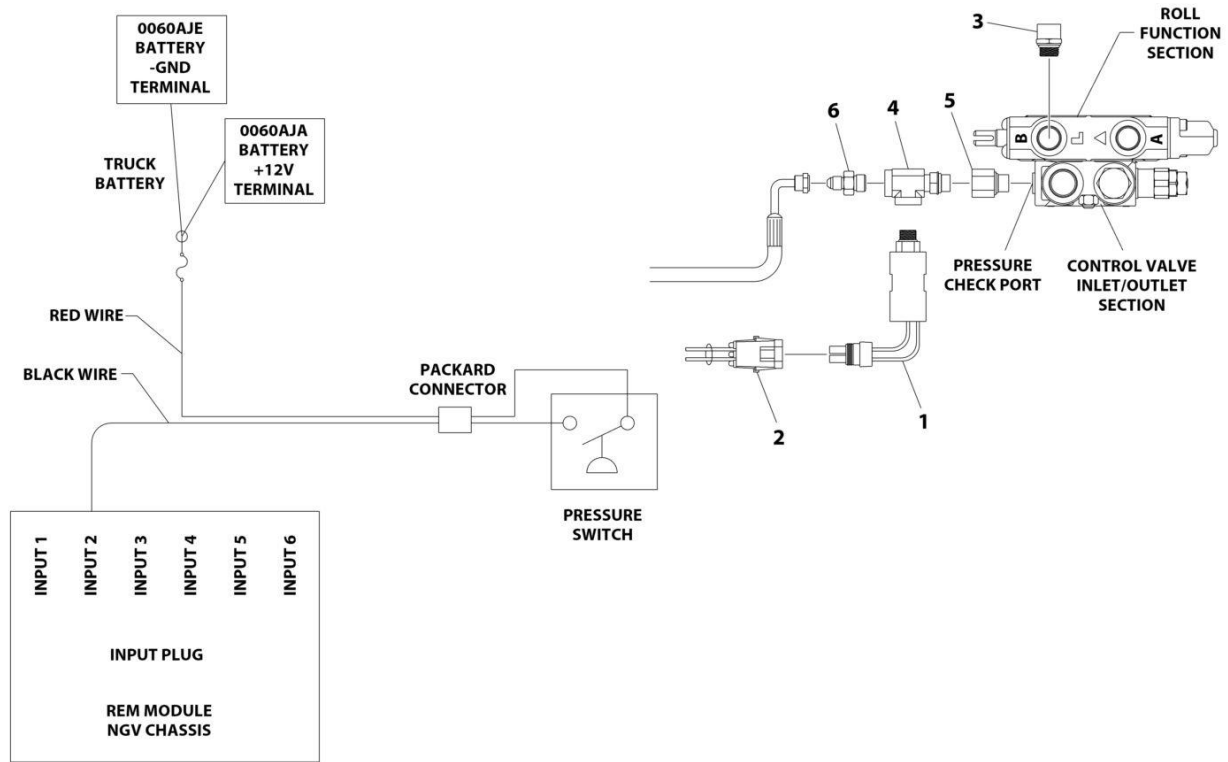 0060AJE
BATTERY
-GND
TERMINAL
0060AJA
BATTERY
+12V
TERMINAL
TRUCK
BATTERY
RED WIRE
BLACK WIRE
PACKARD
CONNECTOR
PRESSURE
SWITCH
INPUT 1
INPUT 2
INPUT 3
INPUT 4
INPUT 5
INPUT 6
INPUT PLUG
REM MODULE
NGV CHASSIS
3
ROLL
FUNCTION
SECTION
6
4
5
B
A
PRESSURE
CHECK PORT
CONTROL VALVE
INLET/OUTLET
SECTION
2
1